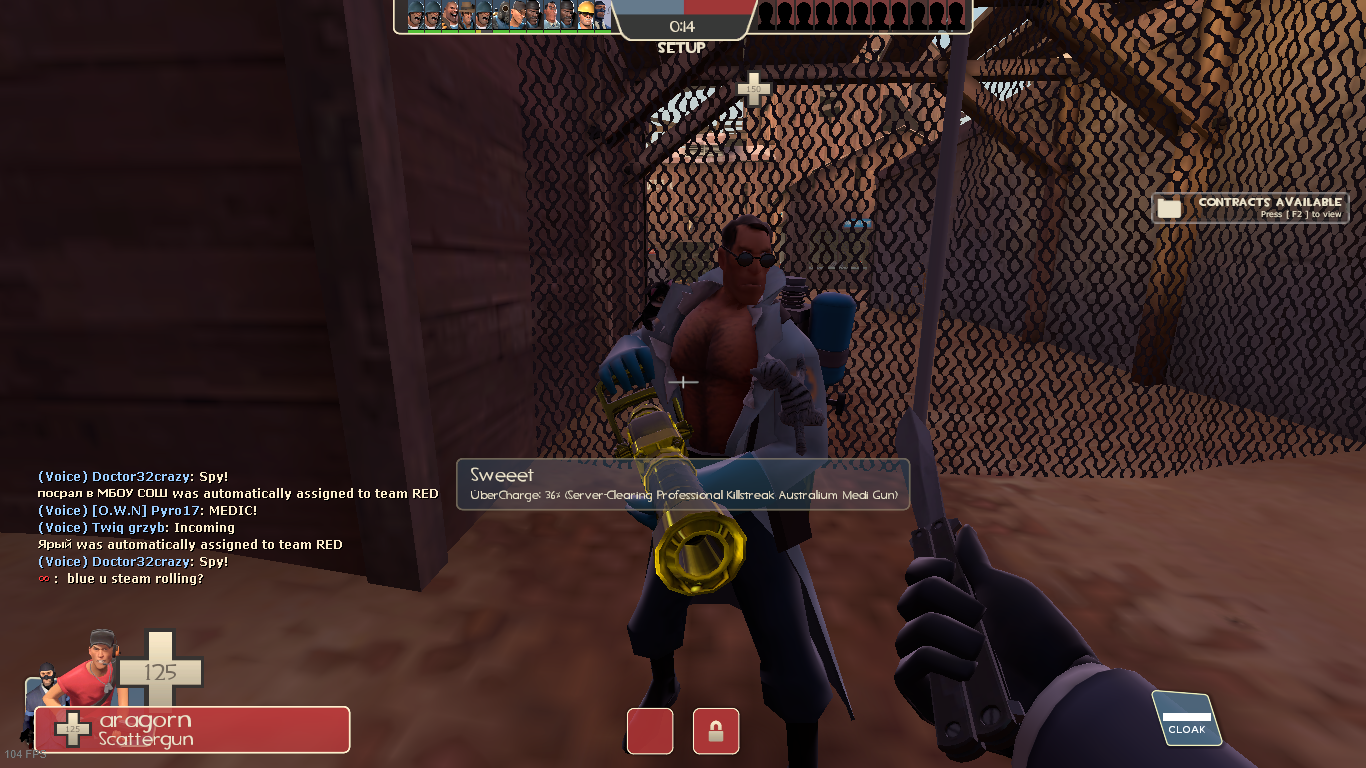 0:14
SETUP
150
CONTRACTS AVAILABLE
Press [ F2 ] to view
Sweeet
ÜberCharge: 36% (Server-Clearing Professional Killstreak Australium Medi Gun)
(Voice) Doctor32crazy: Spy!
посрал в МБОУ СОШ was automatically assigned to team RED
(Voice) [O.W.N] Pyro17: MEDIC!
(Voice) Twiq grzyb: Incoming
Ярый was automatically assigned to team RED
(Voice) Doctor32crazy: Spy!
∞ :  blue u steam rolling?
125
125
aragorn
Scattergun
CLOAK
104 FPS